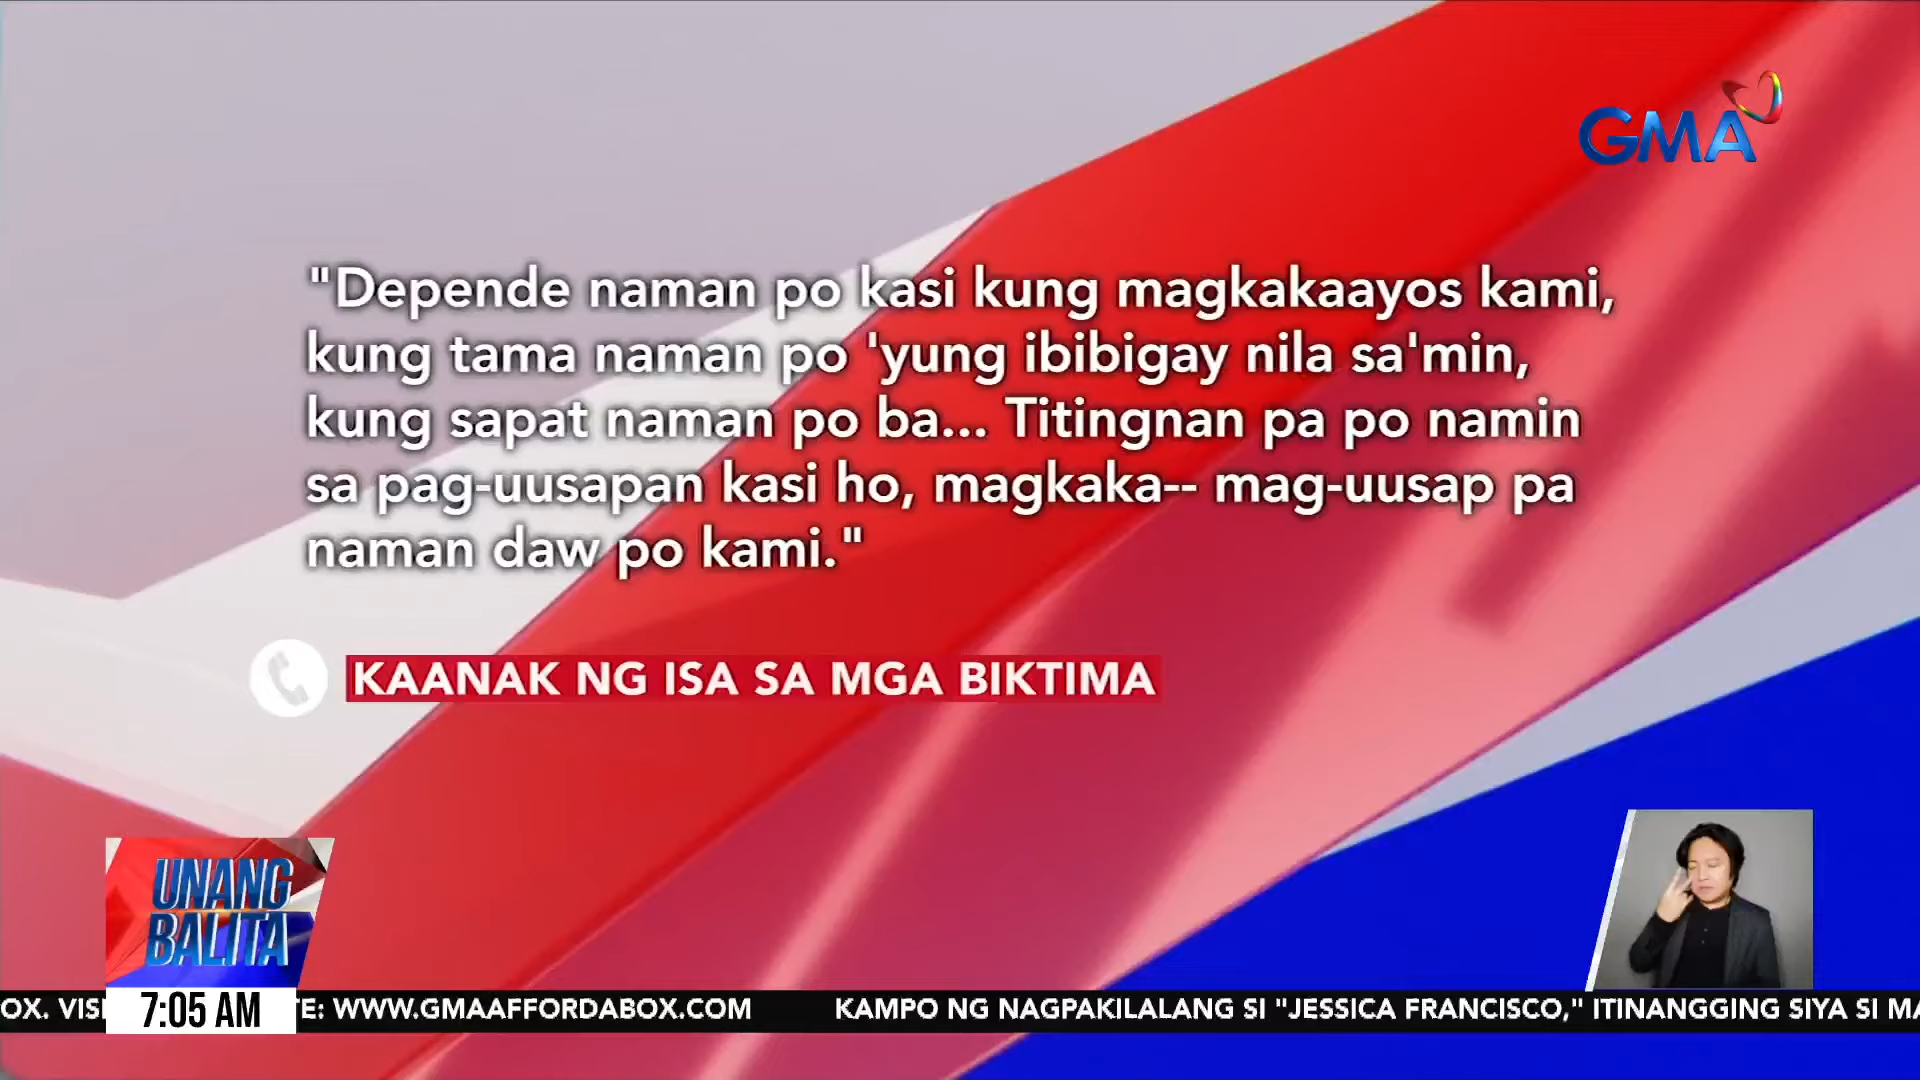 GMA
"Depende naman po kasi kung magkakaayos kami,
kung tama naman po 'yung ibibigay nila sa'min,
kung sapat naman po ba... Titingnan pa po namin
sa pag-uusapan kasi ho, magkaka-- mag-uusap pa
naman daw po kami."
KAANAK NG ISA SA MGA BIKTIMA
UNANG
BALITA
7:05 AM
WWW.GMAAFFORDABOX.COM
KAMPO NG NAGPAKILALANG SI "JESSICA FRANCISCO," ITINANGGING SIYA SI